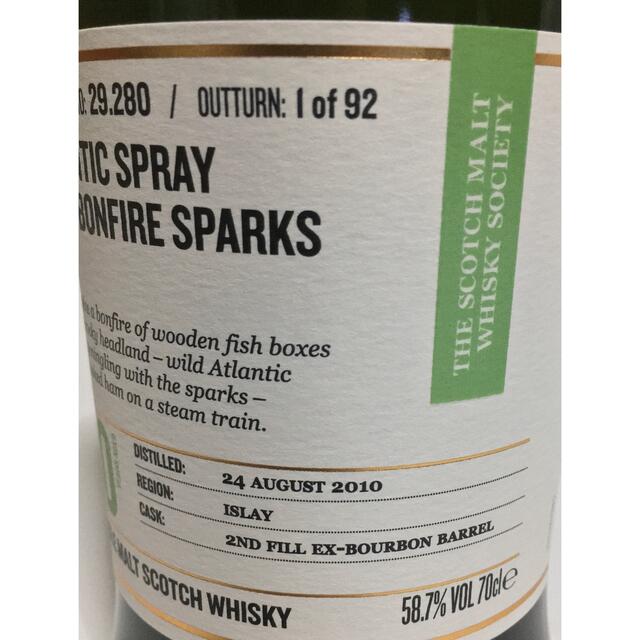 29.280 / OUTTURN: 1 of 92
TIC SPRAY
BONFIRE SPARKS
a bonfire of wooden fish boxes
headland – wild Atlantic
mingling with the sparks –
ham on a steam train.
DISTILLED: 24 AUGUST 2010
REGION: ISLAY
CASK: 2ND FILL EX-BOURBON BARREL
MALT SCOTCH WHISKY
58.7% VOL 70cl e
THE SCOTCH MALT
WHISKY SOCIETY